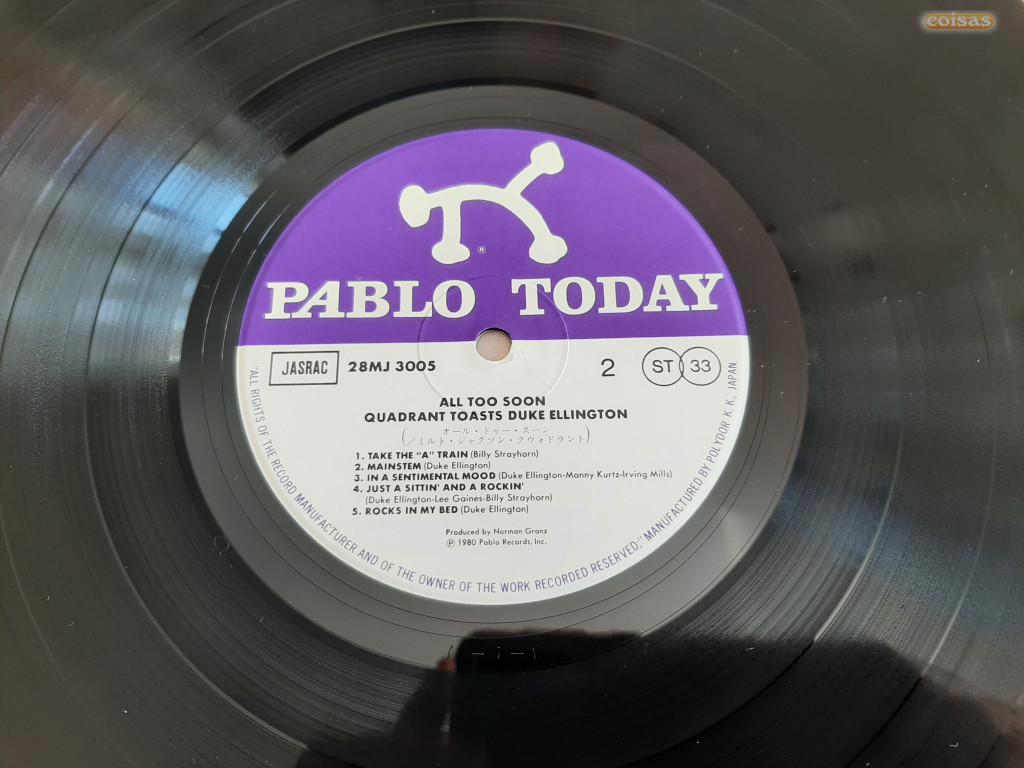 coisas
®
PABLO TODAY
JASRAC 28MJ 3005 2 ST 33
ALL TOO SOON
QUADRANT TOASTS DUKE ELLINGTON
(オール・トゥー・スーン
／ミルト・ジャクソン・クヮォドラント)
1. TAKE THE "A" TRAIN (Billy Strayhorn)
2. MAINSTEM (Duke Ellington)
3. IN A SENTIMENTAL MOOD (Duke Ellington-Manny Kurtz-Irving Mills)
4. JUST A SITTIN' AND A ROCKIN'
(Duke Ellington-Lee Gaines-Billy Strayhorn)
5. ROCKS IN MY BED (Duke Ellington)
Produced by Norman Granz
℗ 1980 Pablo Records, Inc.
"ALL RIGHTS OF THE RECORD MANUFACTURER AND OF THE OWNER OF THE WORK RECORDED RESERVED," MANUFACTURED BY POLYDOR K.K., JAPAN